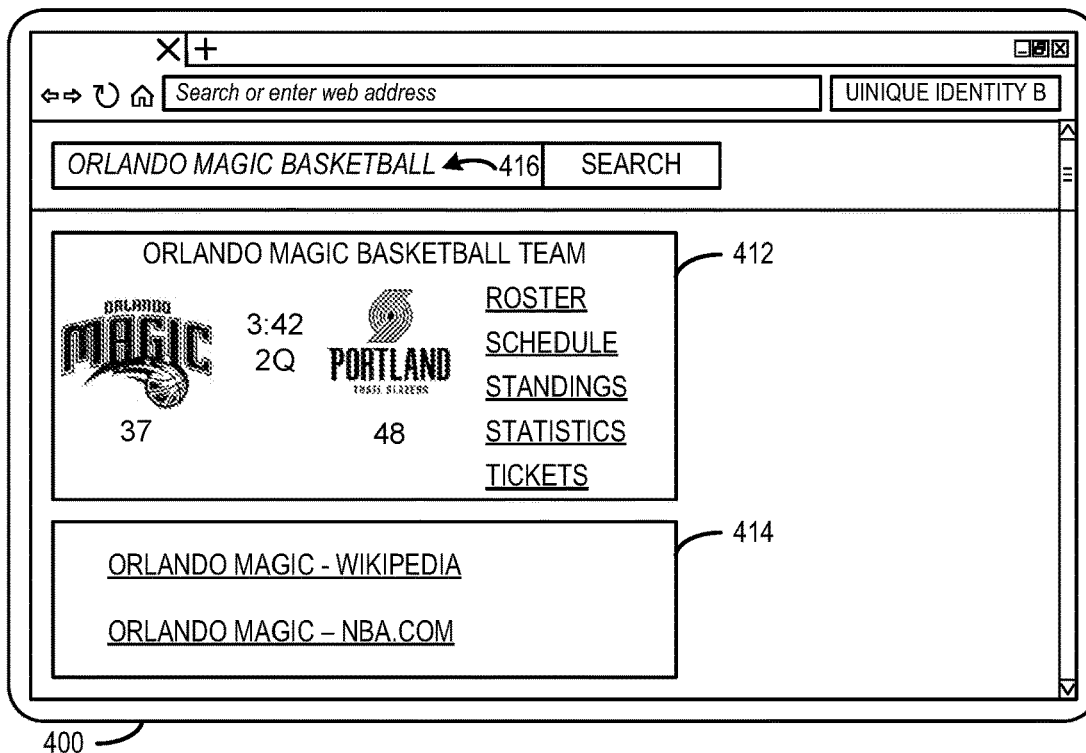 Search or enter web address
UINIQUE IDENTITY B
ORLANDO MAGIC BASKETBALL 416 SEARCH
ORLANDO MAGIC BASKETBALL TEAM
412
ORLANDO
MAGIC
3:42
2Q
PORTLAND
TRAIL BLAZERS
37
48
ROSTER
SCHEDULE
STANDINGS
STATISTICS
TICKETS
414
ORLANDO MAGIC - WIKIPEDIA
ORLANDO MAGIC – NBA.COM
400